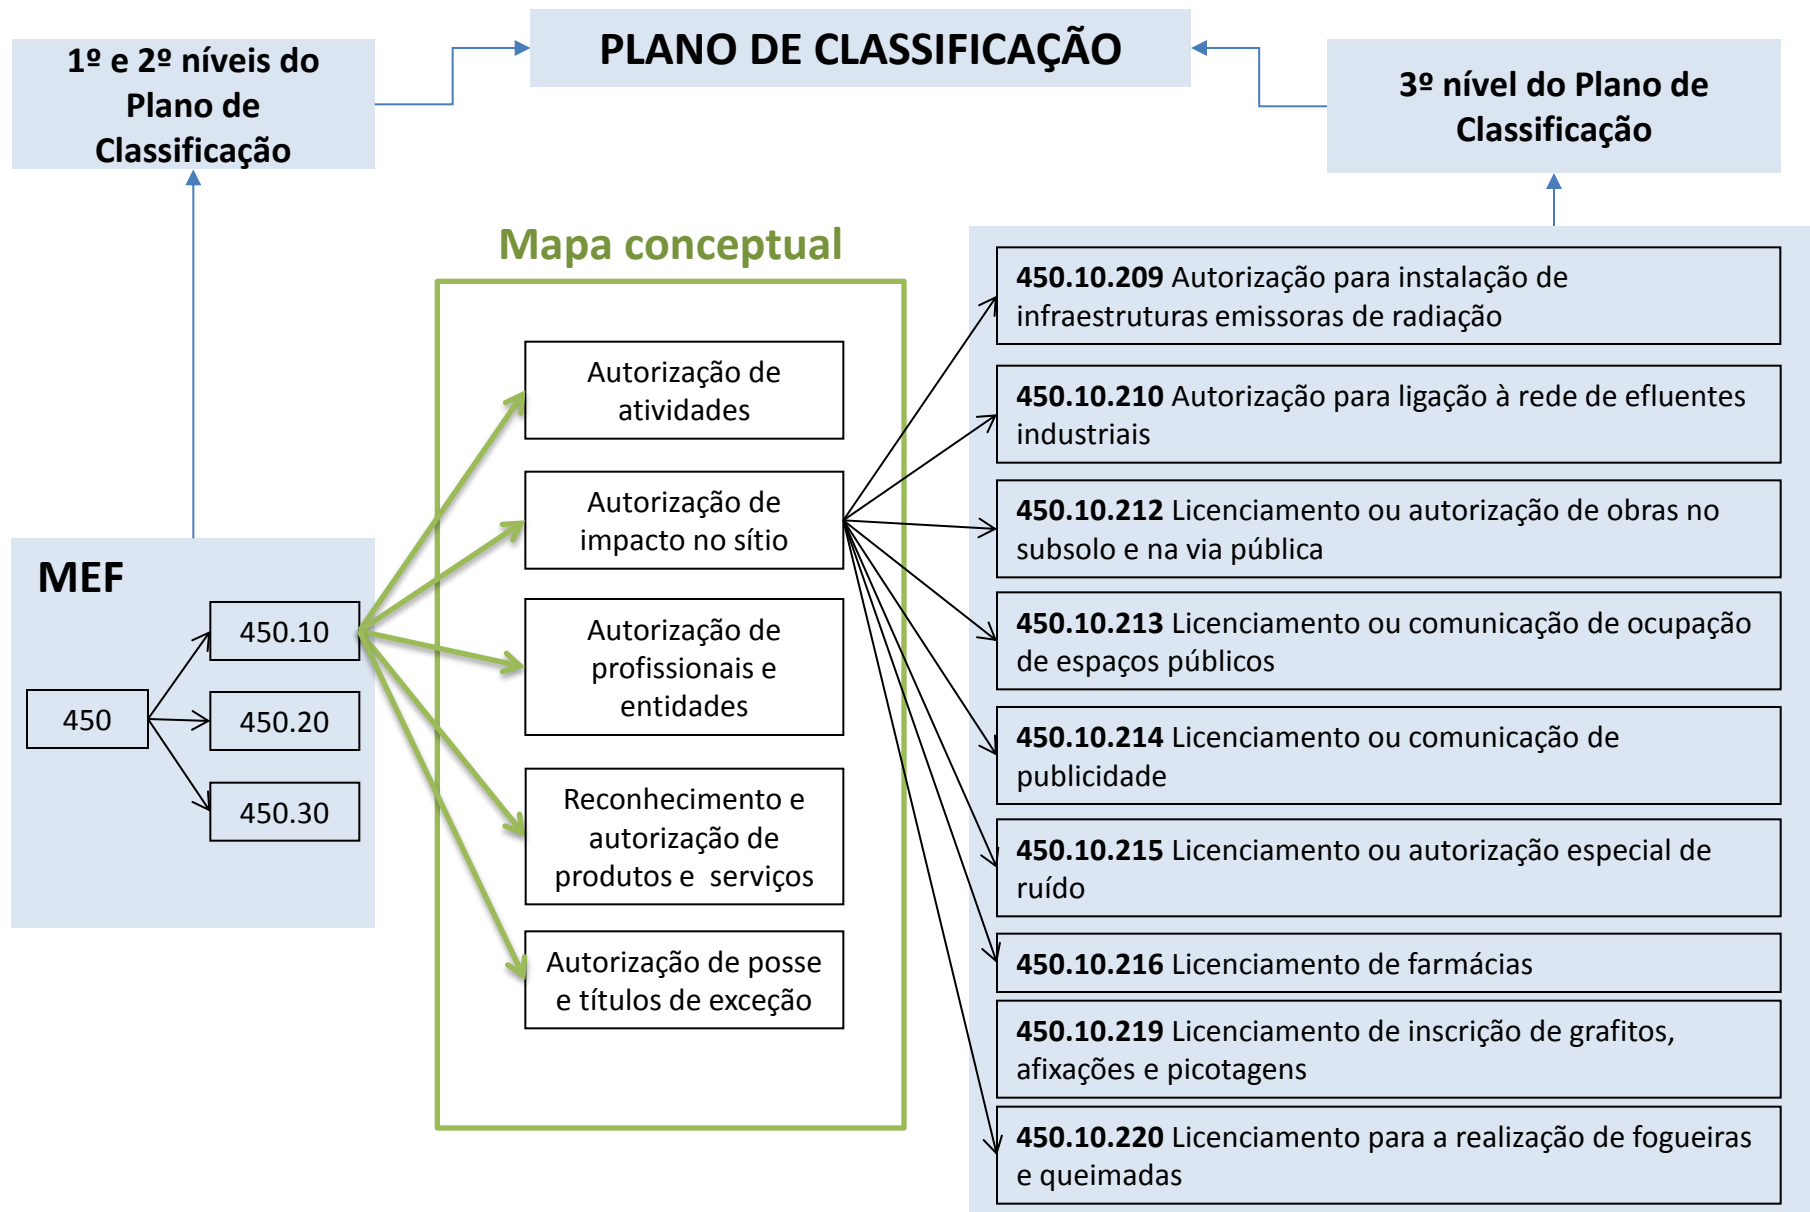 PLANO DE CLASSIFICAÇÃO
1º e 2º níveis do
Plano de
Classificação
3º nível do Plano de
Classificação
MEF
450
450.10
450.20
450.30
Mapa conceptual
Autorização de
atividades
Autorização de
impacto no sítio
Autorização de
profissionais e
entidades
Reconhecimento e
autorização de
produtos e serviços
Autorização de posse
e títulos de exceção
450.10.209 Autorização para instalação de
infraestruturas emissoras de radiação
450.10.210 Autorização para ligação à rede de efluentes
industriais
450.10.212 Licenciamento ou autorização de obras no
subsolo e na via pública
450.10.213 Licenciamento ou comunicação de ocupação
de espaços públicos
450.10.214 Licenciamento ou comunicação de
publicidade
450.10.215 Licenciamento ou autorização especial de
ruído
450.10.216 Licenciamento de farmácias
450.10.219 Licenciamento de inscrição de grafitos,
afixações e picotagens
450.10.220 Licenciamento para a realização de fogueiras
e queimadas